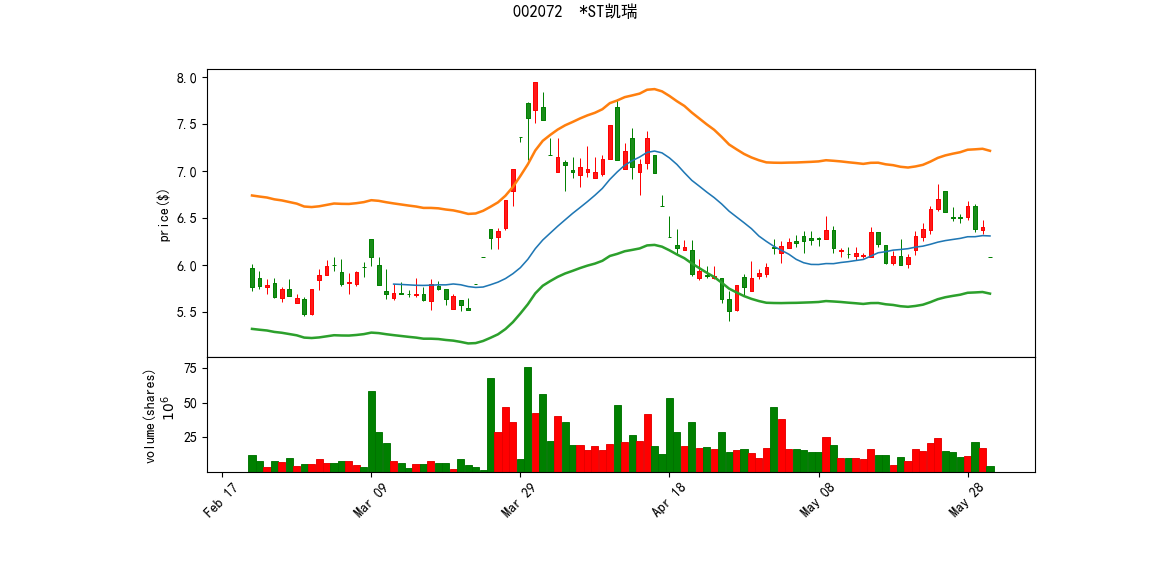 002072 *ST凯瑞
8.0
7.5
7.0
6.5
6.0
5.5
price($)
75
50
25
volume(shares)
10^6
Feb 17
Mar 09
Mar 29
Apr 18
May 08
May 28